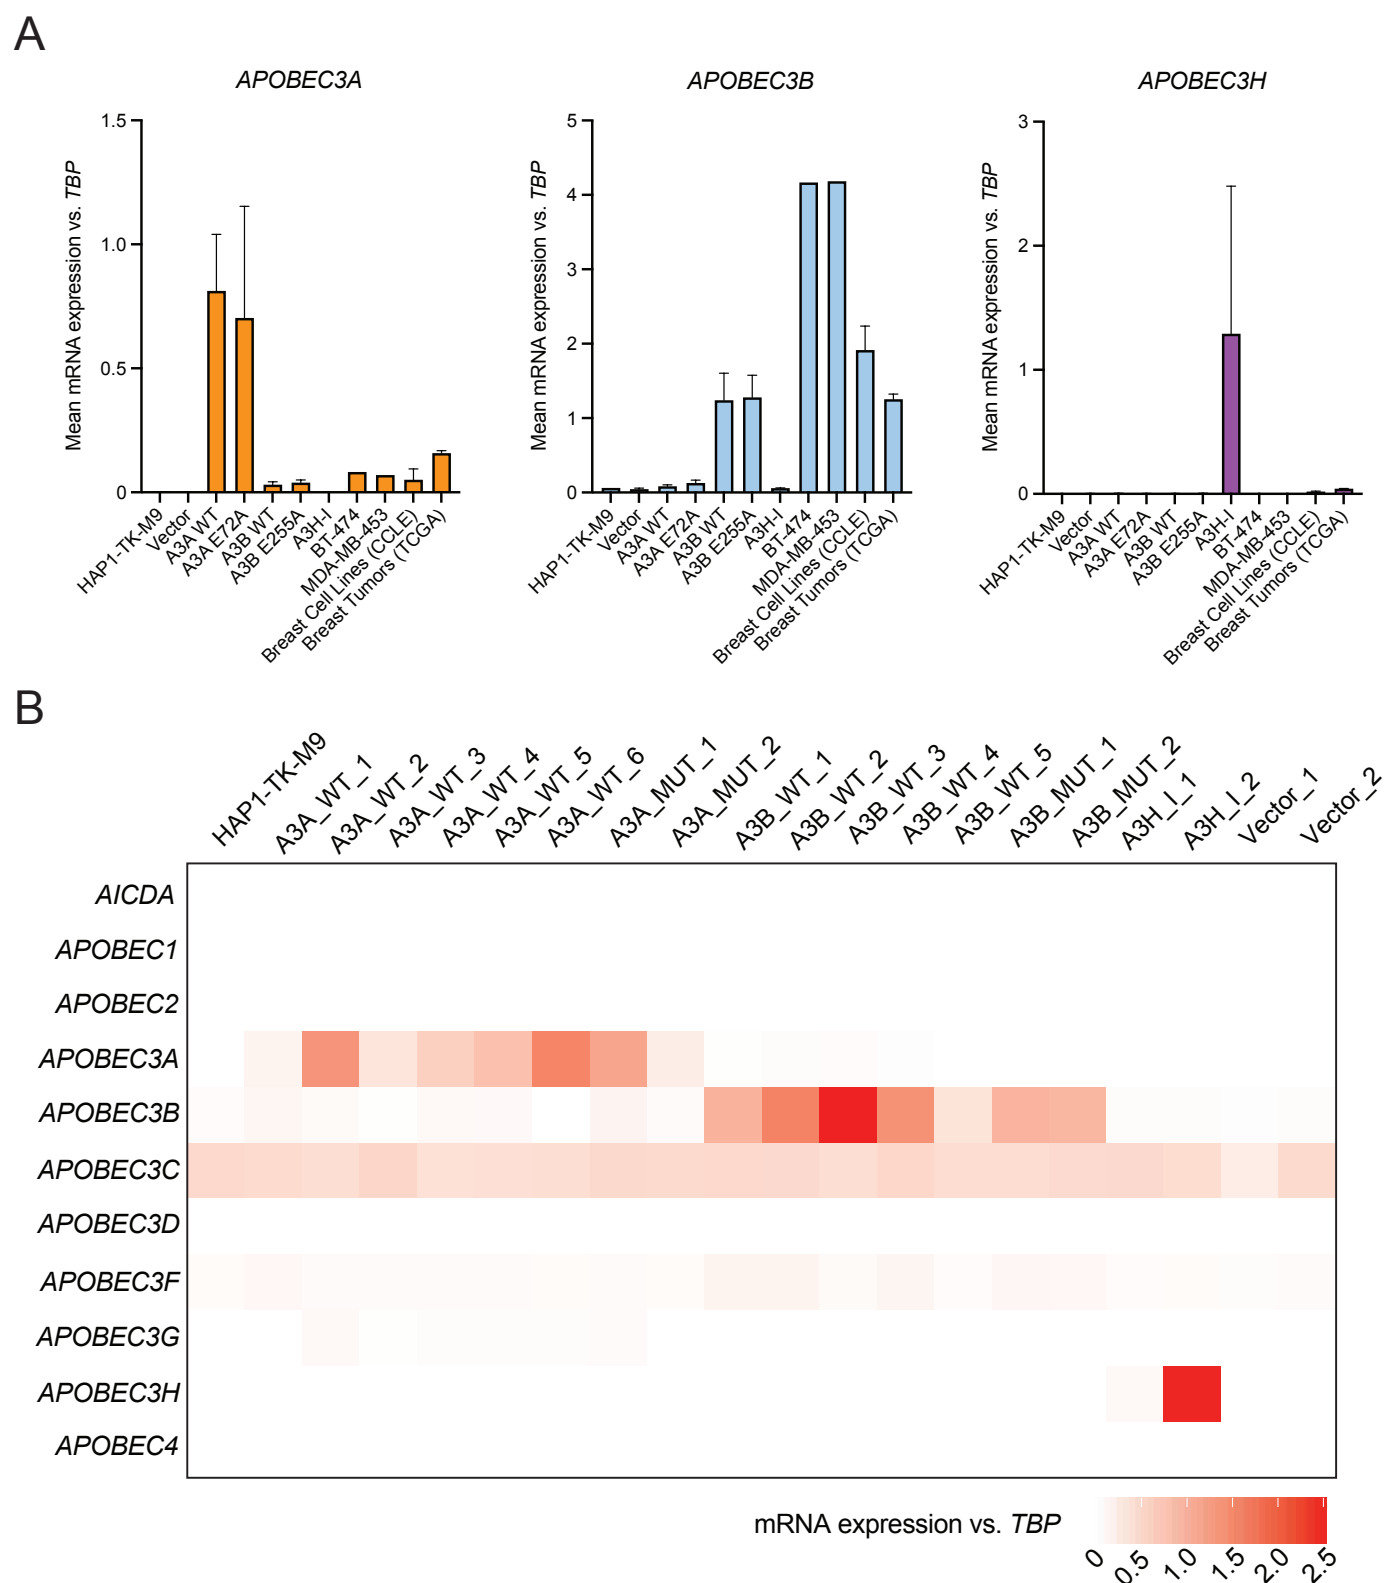 A
APOBEC3A
Mean mRNA expression vs. TBP
1.5
1.0
0.5
0
HAP1-TK-M9
Vector
A3A WT
A3A E72A
A3B WT
A3B E255A
A3H-I
BT-474
MDA-MB-453
Breast Cell Lines (CCLE)
Breast Tumors (TCGA)
APOBEC3B
Mean mRNA expression vs. TBP
5
4
3
2
1
0
HAP1-TK-M9
Vector
A3A WT
A3A E72A
A3B WT
A3B E255A
A3H-I
BT-474
MDA-MB-453
Breast Cell Lines (CCLE)
Breast Tumors (TCGA)
APOBEC3H
Mean mRNA expression vs. TBP
3
2
1
0
HAP1-TK-M9
Vector
A3A WT
A3A E72A
A3B WT
A3B E255A
A3H-I
BT-474
MDA-MB-453
Breast Cell Lines (CCLE)
Breast Tumors (TCGA)
B
HAP1-TK-M9
A3A_WT_1
A3A_WT_2
A3A_WT_3
A3A_WT_4
A3A_WT_5
A3A_WT_6
A3A_MUT_1
A3A_MUT_2
A3B_WT_1
A3B_WT_2
A3B_WT_3
A3B_WT_4
A3B_WT_5
A3B_MUT_1
A3B_MUT_2
A3H_I_1
A3H_I_2
Vector_1
Vector_2
AICDA
APOBEC1
APOBEC2
APOBEC3A
APOBEC3B
APOBEC3C
APOBEC3D
APOBEC3F
APOBEC3G
APOBEC3H
APOBEC4
mRNA expression vs. TBP
0
0.5
1.0
1.5
2.0
2.5